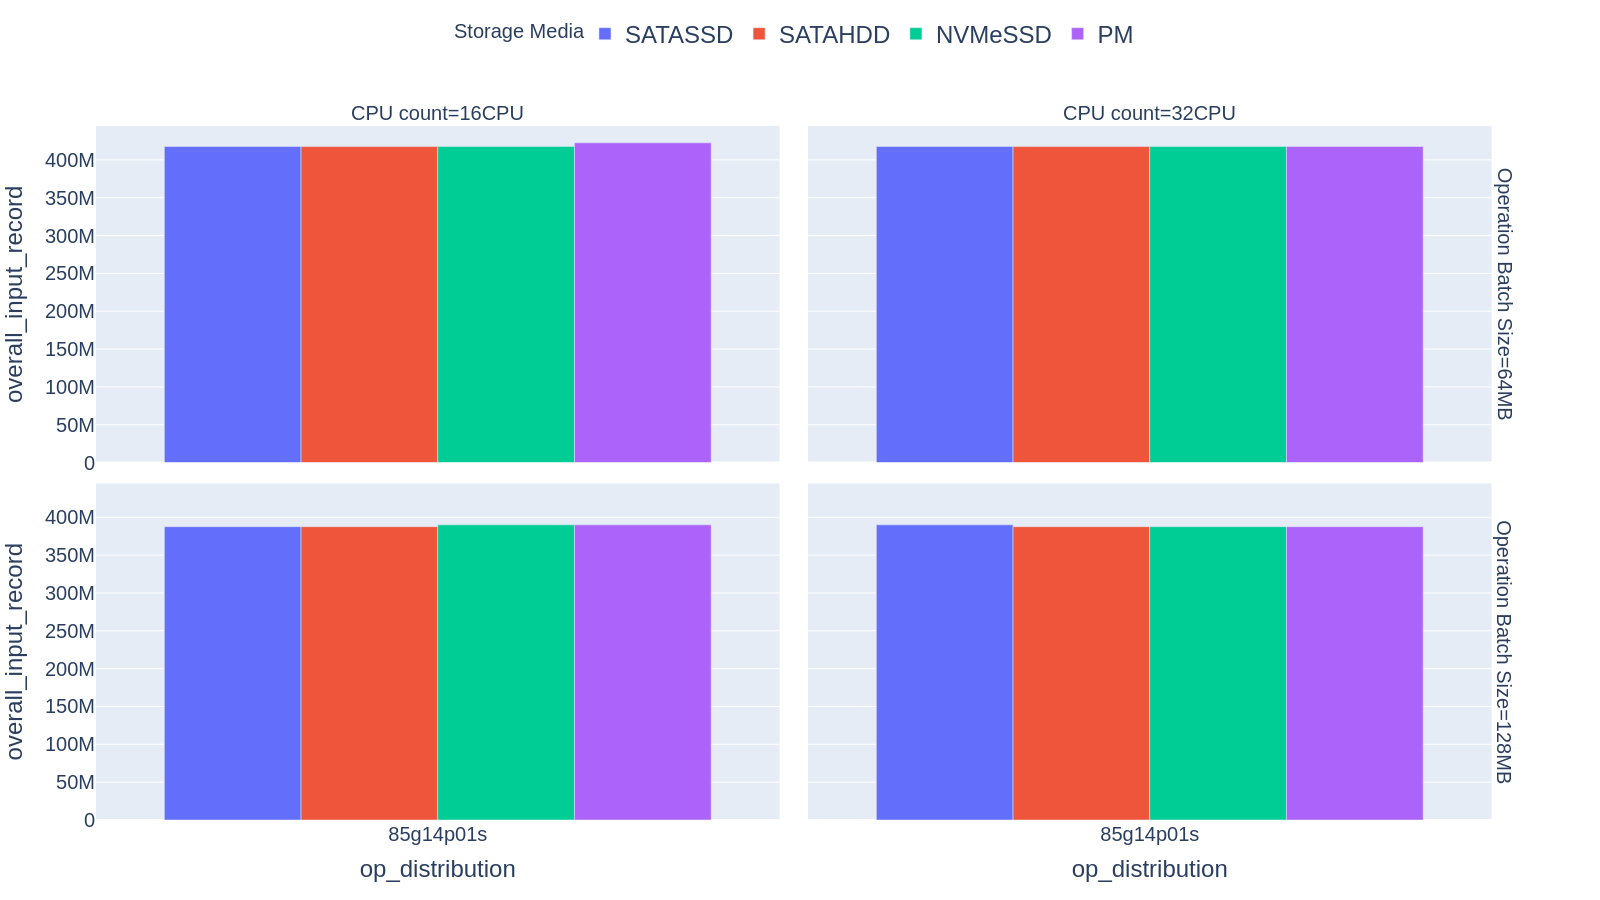 Storage Media SATASSD SATAHDD NVMeSSD PM
CPU count=16CPU
CPU count=32CPU
overall_input_record
400M
350M
300M
250M
200M
150M
100M
50M
0
Operation Batch Size=64MB
overall_input_record
400M
350M
300M
250M
200M
150M
100M
50M
0
Operation Batch Size=128MB
85g14p01s
85g14p01s
op_distribution
op_distribution